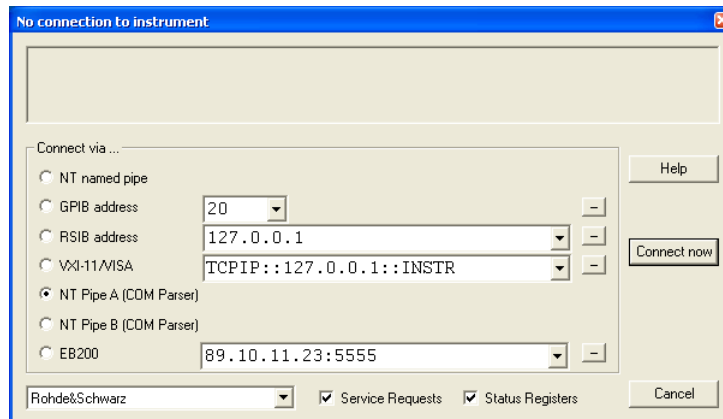 No connection to instrument
Connect via ...
NT named pipe
GPIB address 20 –
RSIB address 127.0.0.1 –
VXI-11/VISA TCPIP::127.0.0.1::INSTR –
NT Pipe A (COM Parser)
NT Pipe B (COM Parser)
EB200 89.10.11.23:5555 –
Help
Connect now
Rohde&Schwarz Service Requests Status Registers Cancel